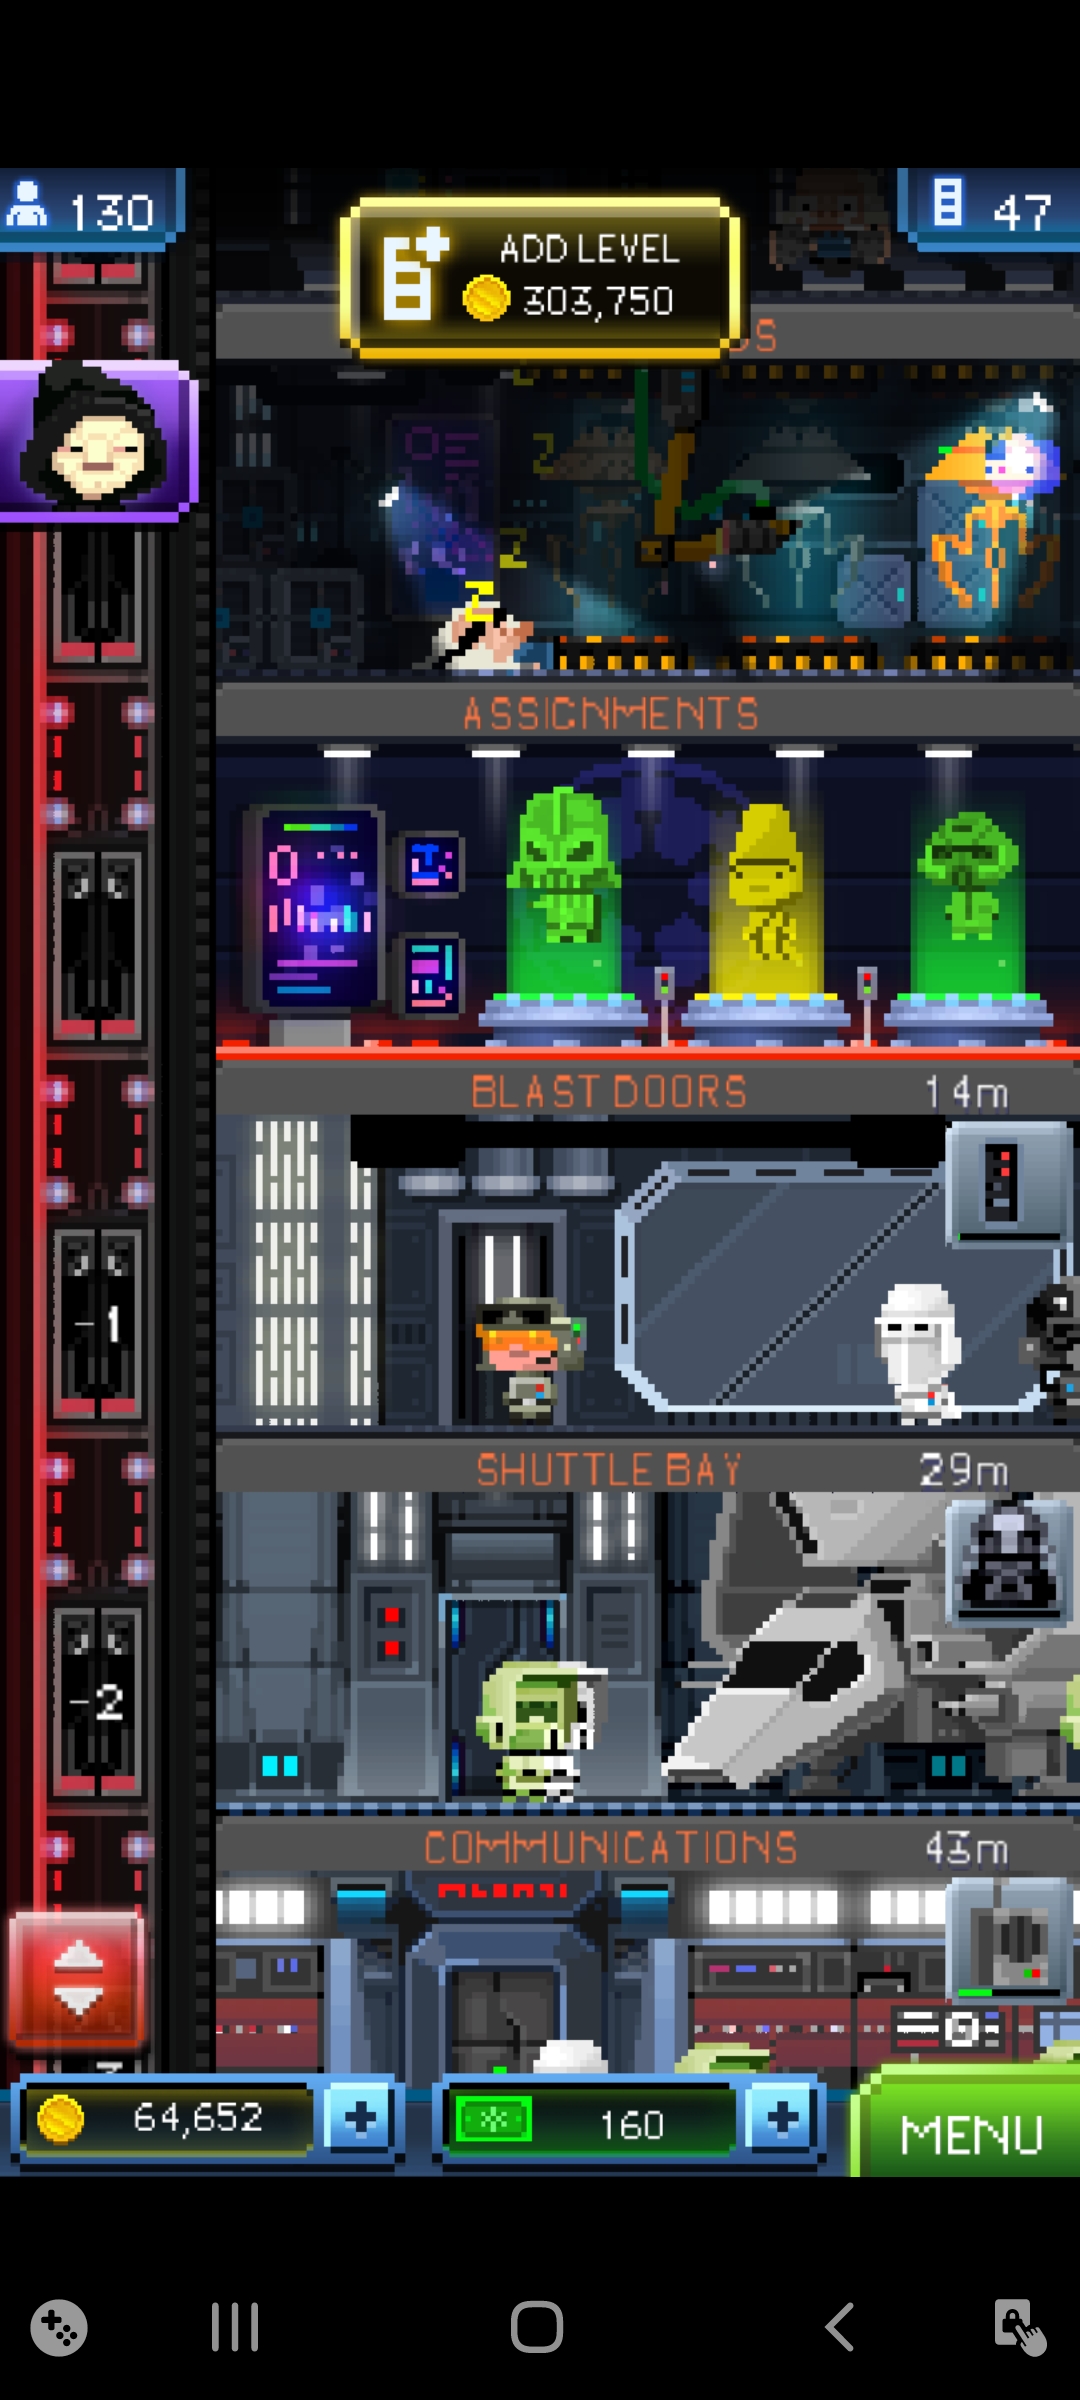 130
47
ADD LEVEL
303,750
DS
Z
Z
Z
ASSIGNMENTS
BLAST DOORS 14m
-1
SHUTTLE BAY 29m
-2
COMMUNICATIONS 43m
64,652
160
MENU